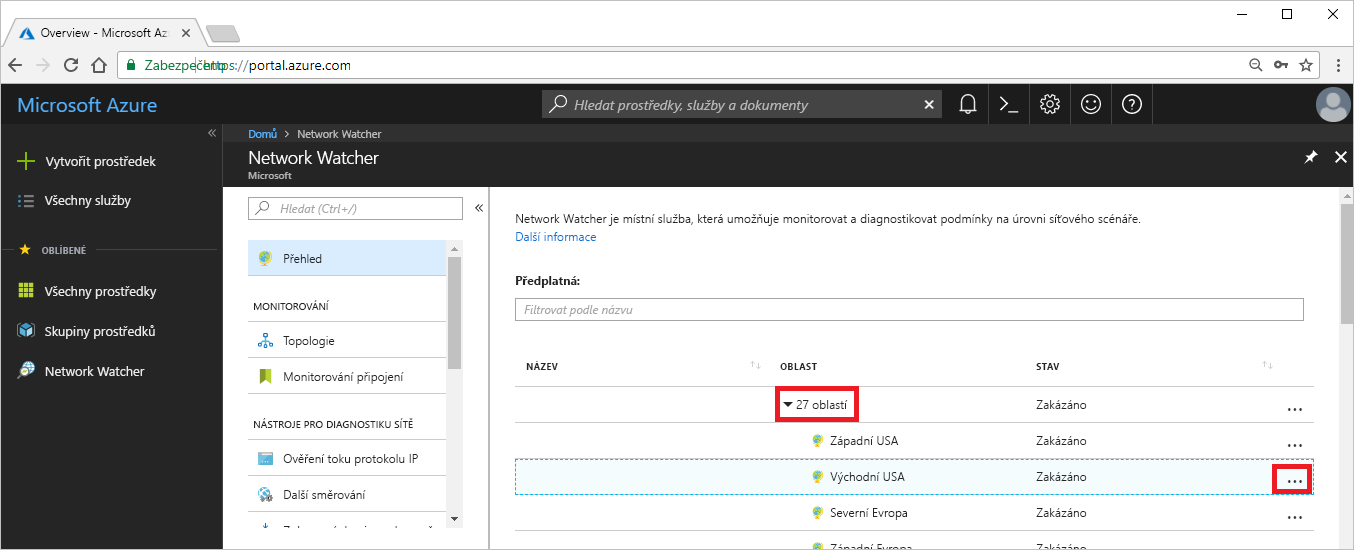 Overview - Microsoft Az
Zabezpečeno https://portal.azure.com
Microsoft Azure
Hledat prostředky, služby a dokumenty
Domů > Network Watcher
Network Watcher
Microsoft
Vytvořit prostředek
Všechny služby
OBLÍBENÉ
Všechny prostředky
Skupiny prostředků
Network Watcher
Hledat (Ctrl+/)
Přehled
MONITOROVÁNÍ
Topologie
Monitorování připojení
NÁSTROJE PRO DIAGNOSTIKU SÍTĚ
Ověření toku protokolu IP
Další směrování
Network Watcher je místní služba, která umožňuje monitorovat a diagnostikovat podmínky na úrovni síťového scénáře.
Další informace
Předplatná:
Filtrovat podle názvu
NÁZEV OBLAST STAV
27 oblastí Zakázáno ...
Západní USA Zakázáno ...
Východní USA Zakázáno ...
Severní Evropa Zakázáno ...
Západní Evropa Zakázáno